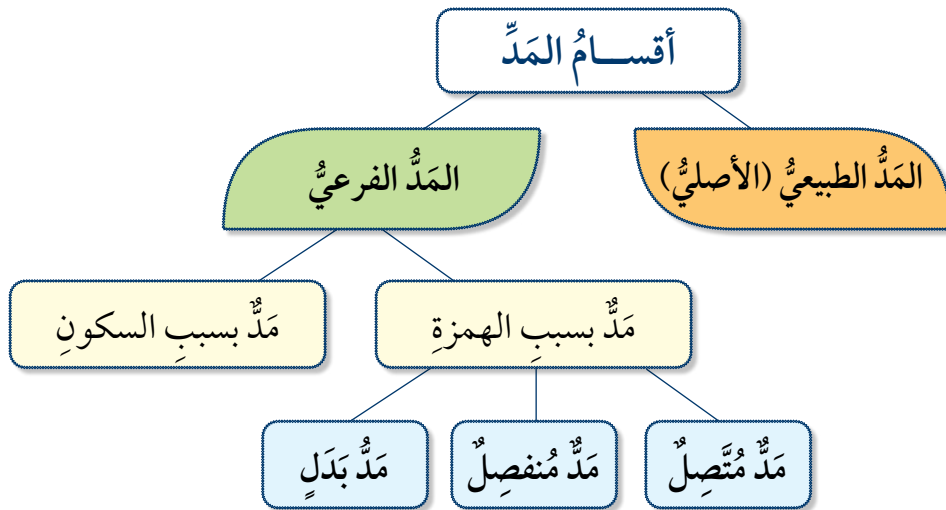 أقســامُ المَدِّ
المَدُّ الطبيعيُّ (الأصليُّ)
المَدُّ الفرعيُّ
مَدٌّ بسببِ الهمزةِ
مَدٌّ بسببِ السكونِ
مَدٌّ مُتَّصِلٌ
مَدٌّ مُنفصِلٌ
مَدُّ بَدَلٍ